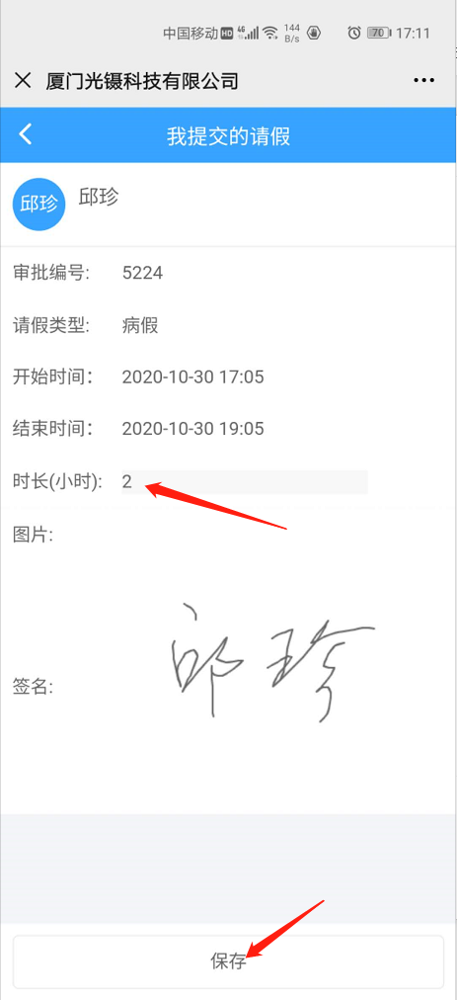 中国移动 HD 4G 144 B/s 70 17:11
厦门光镊科技有限公司
我提交的请假
邱珍 邱珍
审批编号: 5224
请假类型: 病假
开始时间： 2020-10-30 17:05
结束时间： 2020-10-30 19:05
时长(小时): 2
图片:
签名: 邱珍
保存